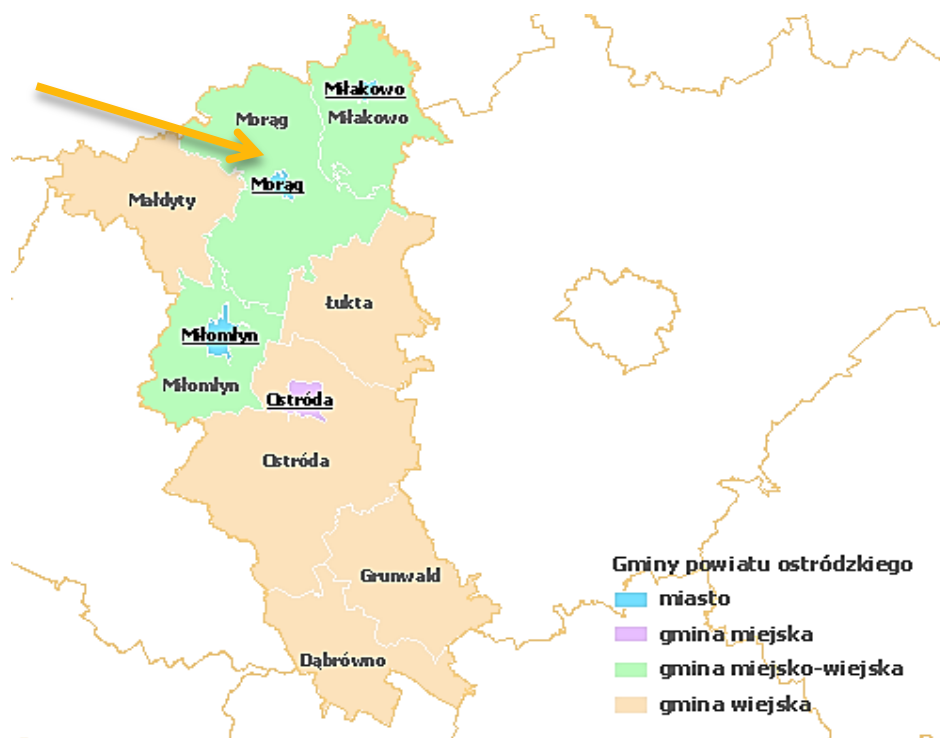 Miłakowo
Miłakowo
Morąg
Morąg
Małdyty
Łukta
Miłomłyn
Miłomłyn
Ostróda
Ostróda
Grunwald
Dąbrówno
Gminy powiatu ostródzkiego
miasto
gmina miejska
gmina miejsko-wiejska
gmina wiejska